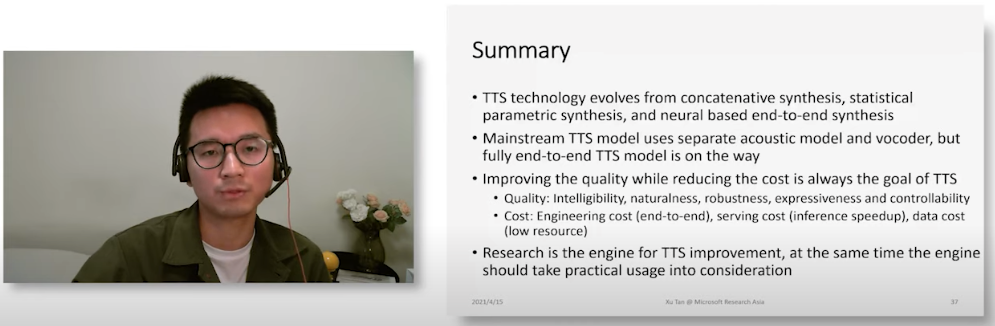 Summary
• TTS technology evolves from concatenative synthesis, statistical
parametric synthesis, and neural based end-to-end synthesis
• Mainstream TTS model uses separate acoustic model and vocoder, but
fully end-to-end TTS model is on the way
• Improving the quality while reducing the cost is always the goal of TTS
• Quality: Intelligibility, naturalness, robustness, expressiveness and controllability
• Cost: Engineering cost (end-to-end), serving cost (inference speedup), data cost
(low resource)
• Research is the engine for TTS improvement, at the same time the engine
should take practical usage into consideration
2021/4/15
Xu Tan @ Microsoft Research Asia
37